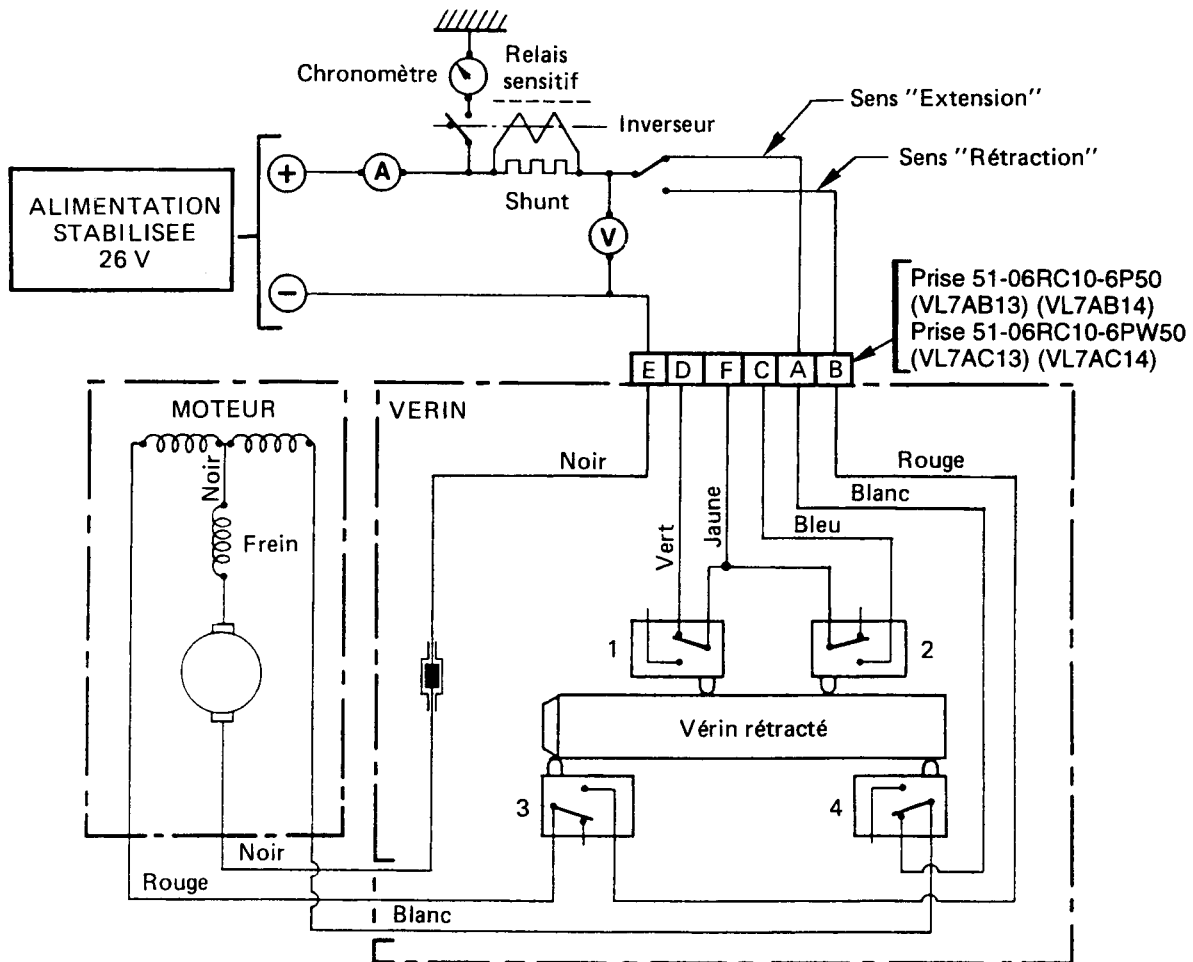 Chronomètre
Relais
sensitif
Inverseur
Sens "Extension"
Sens "Rétraction"
ALIMENTATION
STABILISEE
26 V
+
A
Shunt
V
−
Prise 51-06RC10-6P50
(VL7AB13) (VL7AB14)
Prise 51-06RC10-6PW50
(VL7AC13) (VL7AC14)
E D F C A B
MOTEUR
VERIN
Noir
Rouge
Blanc
Bleu
Noir
Frein
Vert
Jaune
1
2
Vérin rétracté
3
4
Noir
Rouge
Blanc